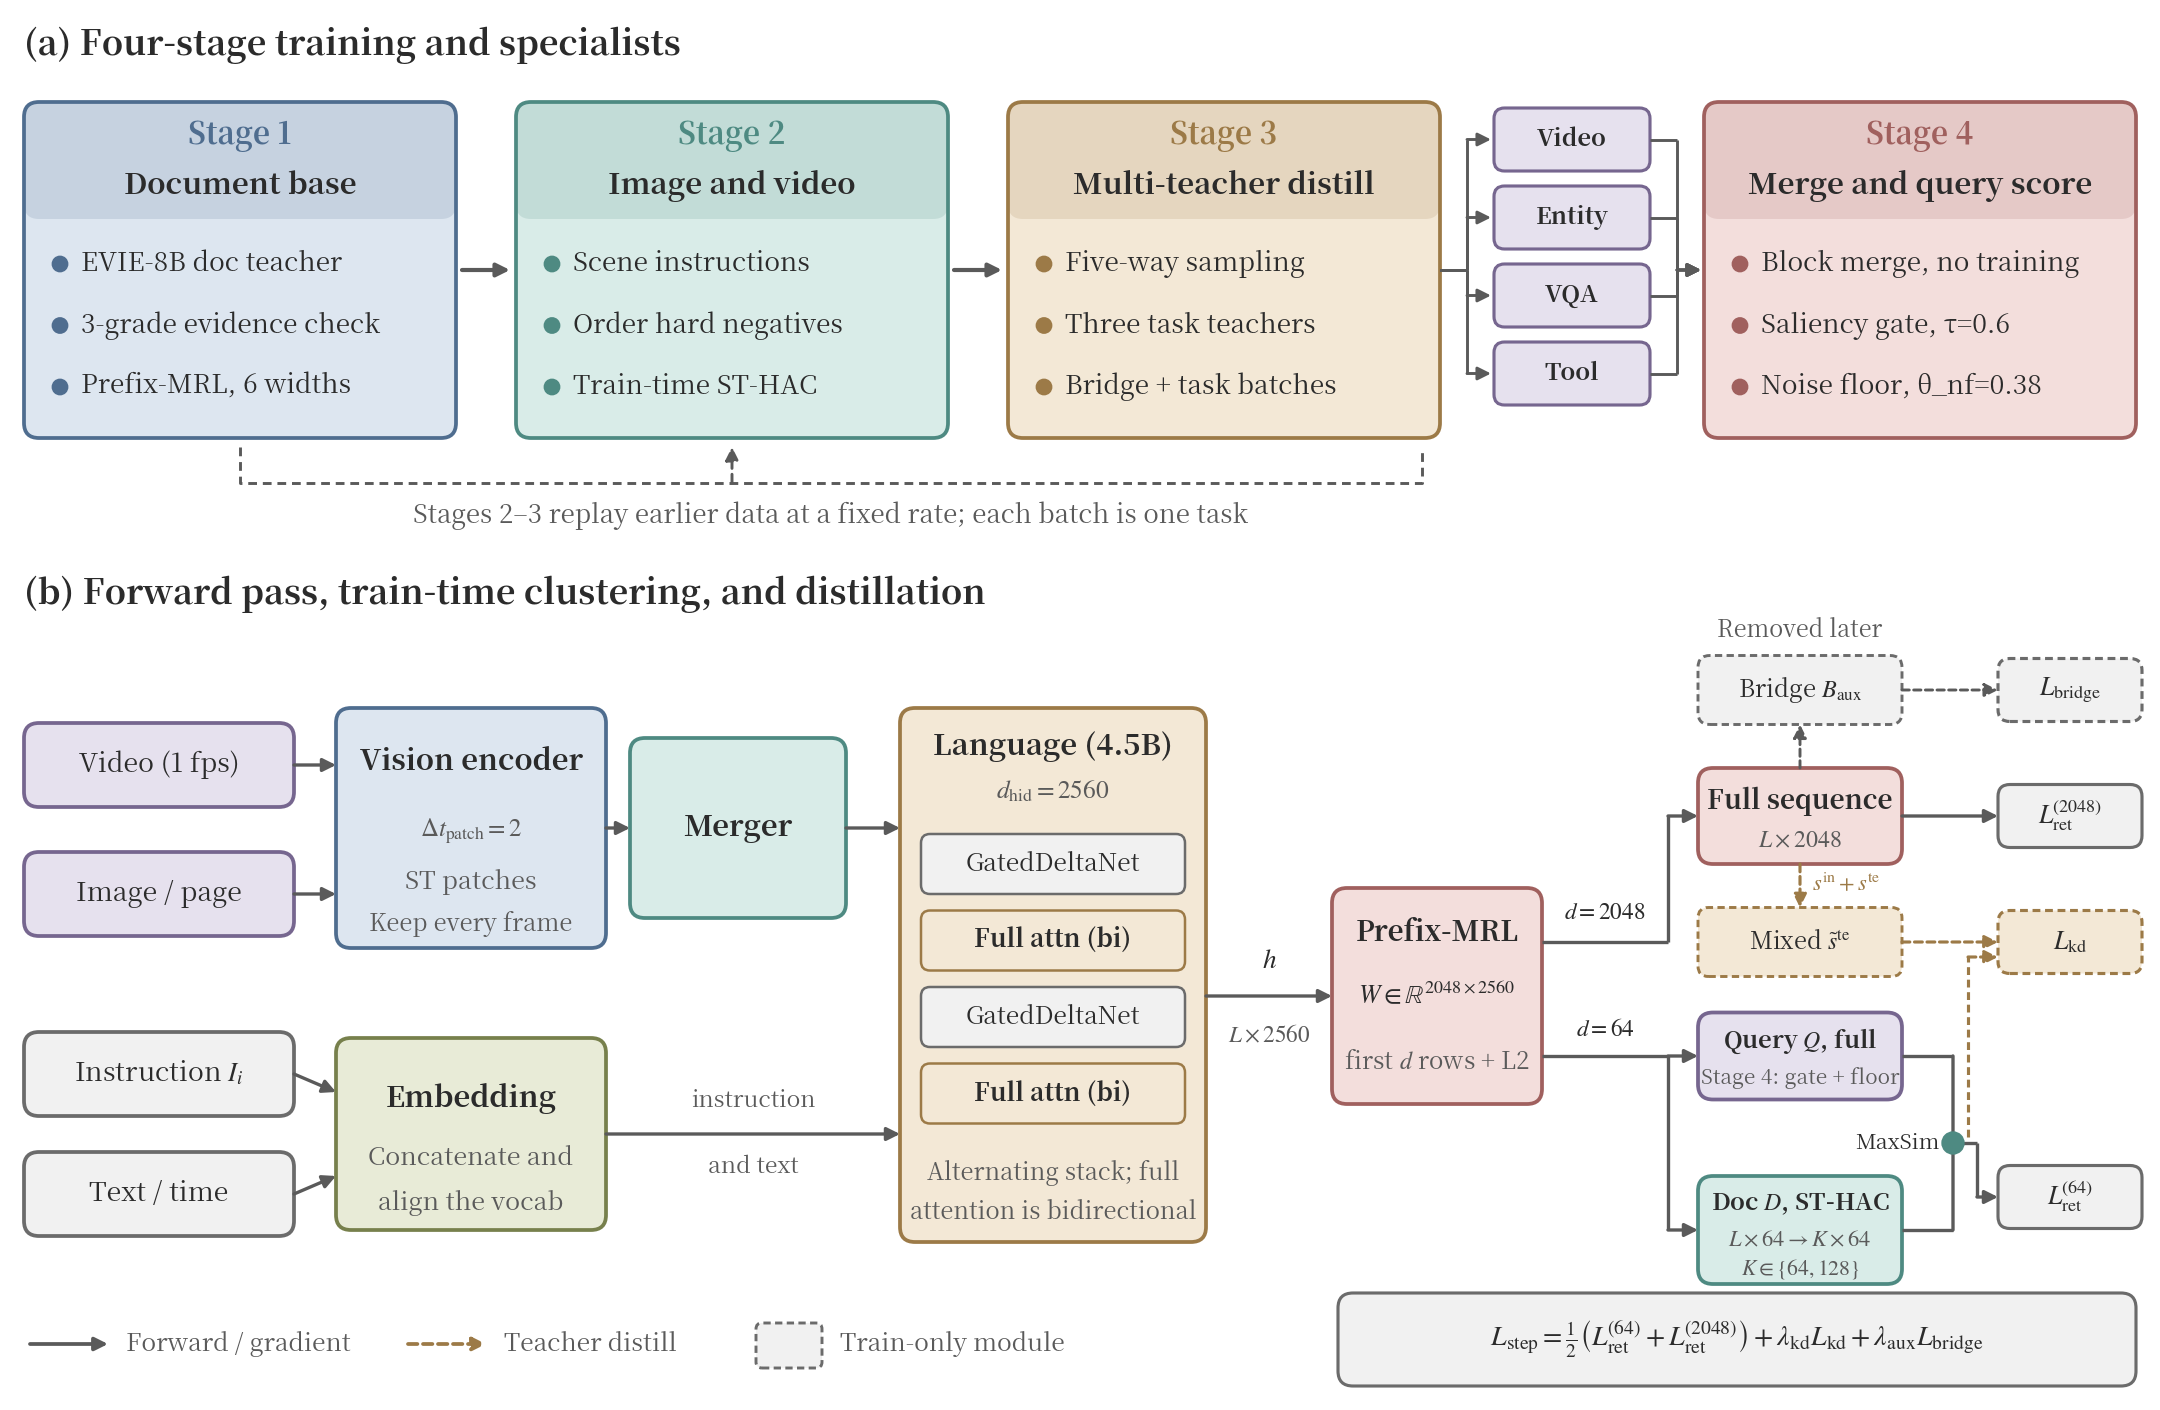 (a) Four-stage training and specialists
Stage 1
Document base
EVIE-8B doc teacher
3-grade evidence check
Prefix-MRL, 6 widths
Stage 2
Image and video
Scene instructions
Order hard negatives
Train-time ST-HAC
Stage 3
Multi-teacher distill
Five-way sampling
Three task teachers
Bridge + task batches
Video
Entity
VQA
Tool
Stage 4
Merge and query score
Block merge, no training
Saliency gate, τ=0.6
Noise floor, θ_nf=0.38
Stages 2–3 replay earlier data at a fixed rate; each batch is one task
(b) Forward pass, train-time clustering, and distillation
Video (1 fps)
Image / page
Instruction I_i
Text / time
Vision encoder
Δt_patch = 2
ST patches
Keep every frame
Embedding
Concatenate and
align the vocab
Merger
instruction
and text
Language (4.5B)
d_hid = 2560
GatedDeltaNet
Full attn (bi)
GatedDeltaNet
Full attn (bi)
Alternating stack; full
attention is bidirectional
h
L × 2560
Prefix-MRL
W ∈ ℝ^{2048 × 2560}
first d rows + L2
d = 2048
d = 64
Removed later
Bridge B_aux
L_bridge
Full sequence
L × 2048
L_ret^{(2048)}
s^{in} + s^{te}
Mixed s̃^{te}
L_kd
Query Q, full
Stage 4: gate + floor
MaxSim
L_ret^{(64)}
Doc D, ST-HAC
L × 64 → K × 64
K ∈ {64, 128}
Forward / gradient
Teacher distill
Train-only module
L_step = 1/2 (L_ret^{(64)} + L_ret^{(2048)}) + λ_kd L_kd + λ_aux L_bridge